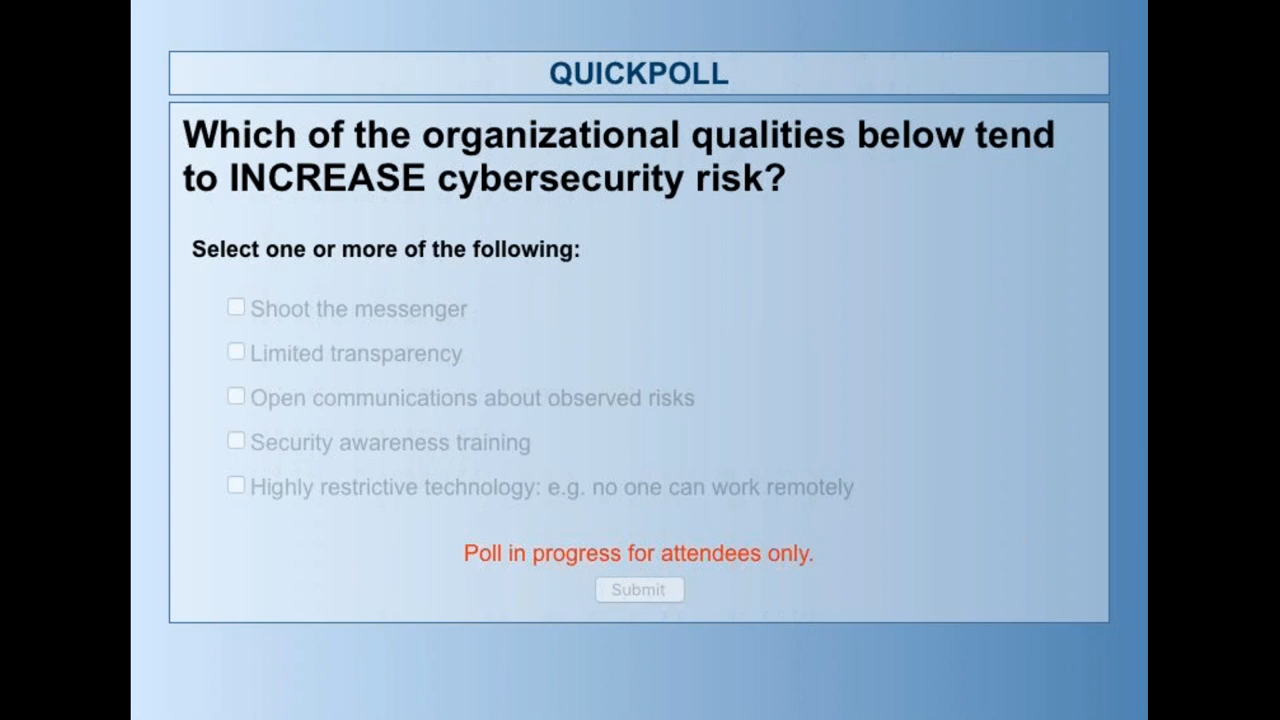 QUICKPOLL
Which of the organizational qualities below tend
to INCREASE cybersecurity risk?
Select one or more of the following:
Shoot the messenger
Limited transparency
Open communications about observed risks
Security awareness training
Highly restrictive technology: e.g. no one can work remotely
Poll in progress for attendees only.
Submit